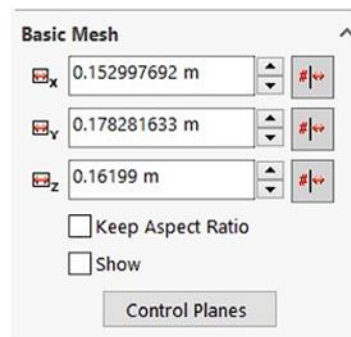 Basic Mesh
X 0.152997692 m #
Y 0.178281633 m #
Z 0.16199 m #
Keep Aspect Ratio
Show
Control Planes